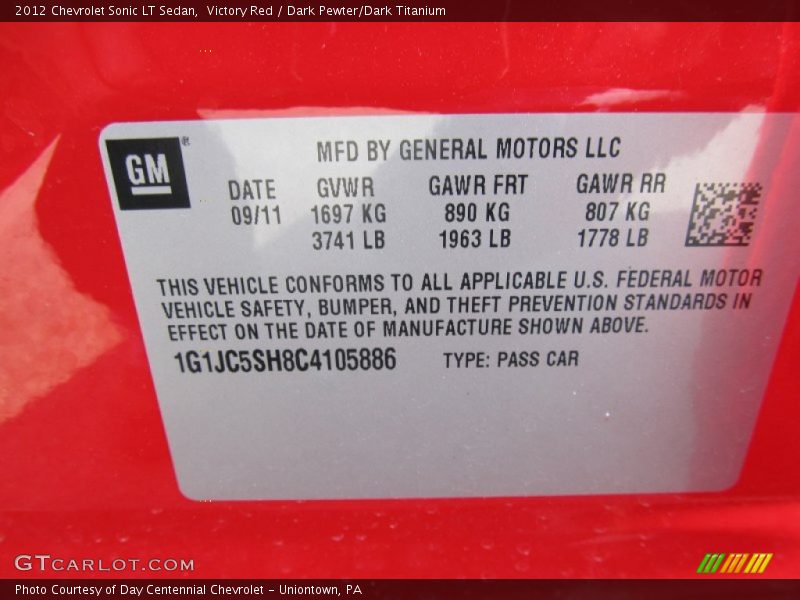 2012 Chevrolet Sonic LT Sedan,  Victory Red / Dark Pewter/Dark Titanium
GM®
MFD BY GENERAL MOTORS LLC
DATE GVWR GAWR FRT GAWR RR
09/11 1697 KG 890 KG 807 KG
3741 LB 1963 LB 1778 LB
THIS VEHICLE CONFORMS TO ALL APPLICABLE U.S. FEDERAL MOTOR
VEHICLE SAFETY, BUMPER, AND THEFT PREVENTION STANDARDS IN
EFFECT ON THE DATE OF MANUFACTURE SHOWN ABOVE.
1G1JC5SH8C4105886 TYPE: PASS CAR
GTCARLOT.COM
Photo Courtesy of Day Centennial Chevrolet - Uniontown, PA